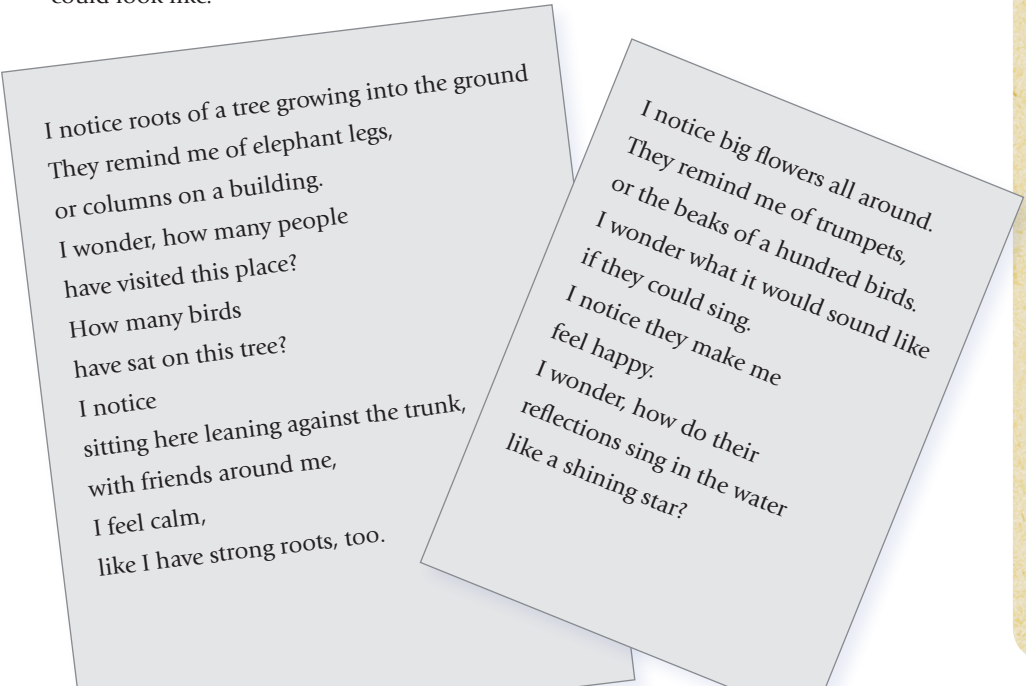 could look like.
I notice roots of a tree growing into the ground
They remind me of elephant legs,
or columns on a building.
I wonder, how many people
have visited this place?
How many birds
have sat on this tree?
I notice
sitting here leaning against the trunk,
with friends around me,
I feel calm,
like I have strong roots, too.
I notice big flowers all around.
They remind me of trumpets,
or the beaks of a hundred birds.
I wonder what it would sound like
if they could sing.
I notice they make me
feel happy.
I wonder, how do their
reflections sing in the water
like a shining star?